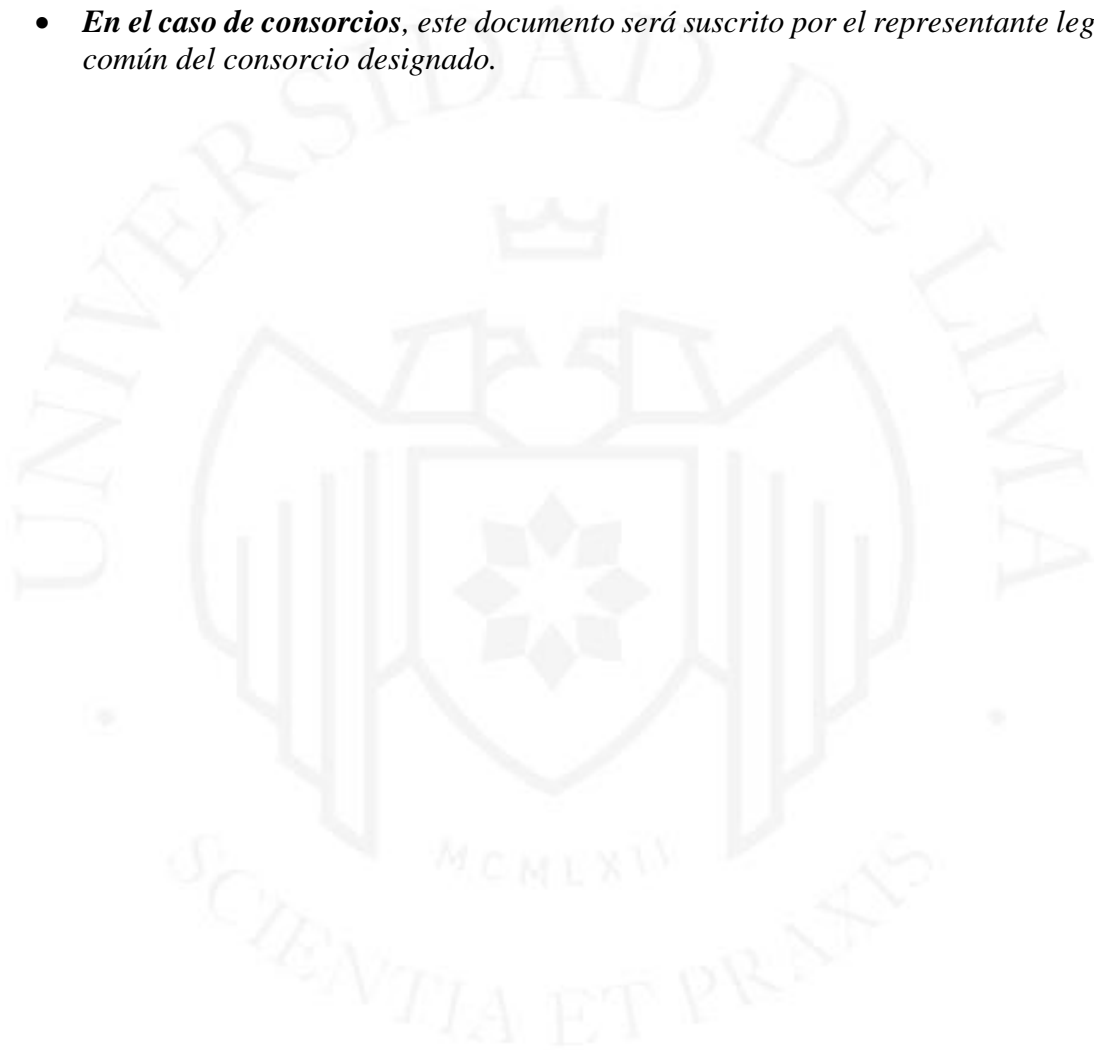 • En el caso de consorcios, este documento será suscrito por el representante leg
común del consorcio designado.
UNIVERSIDAD DE LIMA
MCMLXII
SCIENTIA ET PRAXIS